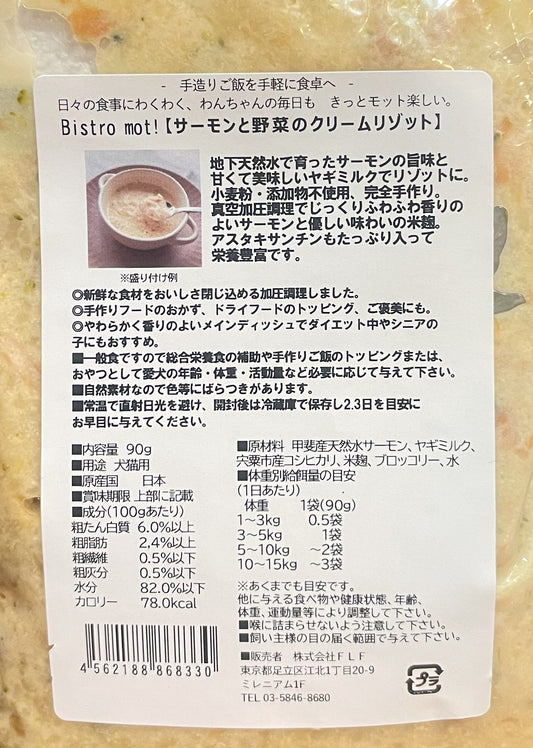 - 手造りご飯を手軽に食卓へ -
日々の食事にわくわく、わんちゃんの毎日も きっとモット楽しい。
Bistro mot!【サーモンと野菜のクリームリゾット】
地下天然水で育ったサーモンの旨味と
甘くて美味しいヤギミルクでリゾットに。
小麦粉・添加物不使用、完全手作り。
真空加圧調理でじっくりふわふわ香りの
よいサーモンと優しい味わいの米麹。
アスタキサンチンもたっぷり入って
栄養豊富です。
※盛り付け例
◎新鮮な食材をおいしさ閉じ込める加圧調理しました。
◎手作りフードのおかず、ドライフードのトッピング、ご褒美にも。
◎やわらかく香りのよいメインディッシュでダイエット中やシニアの
子にもおすすめ。
■一般食ですので総合栄養食の補助や手作りご飯のトッピングまたは、
おやつとして愛犬の年齢・体重・活動量など必要に応じて与えて下さい。
■自然素材なので色等にばらつきがあります。
■常温で直射日光を避け、開封後は冷蔵庫で保存し2.3日を目安に
お早目に与えてください。
■内容量 90g
■用途 犬猫用
■原産国 日本
■賞味期限 上部に記載
■成分(100gあたり)
粗たん白質 6.0%以上
粗脂肪 2,4%以上
粗繊維 0.5%以下
粗灰分 0.5%以下
水分 82.0%以下
カロリー 78.0kcal
4 562188 868330
■原材料 甲斐産天然水サーモン、ヤギミルク、
宍粟市産コシヒカリ、米麹、ブロッコリー、水
■体重別給餌量の目安
(1日あたり)
体重 1袋(90g)
1～3kg 0.5袋
3～5kg 1袋
5～10kg ～2袋
10～15kg ～3袋
※あくまでも目安です。
他に与える食べ物や健康状態、年齢、
体重、運動量等により調整して下さい。
■喉に詰まらせないよう注意して下さい。
■飼い主様の目の届く範囲で与えて下さい。
■販売者 株式会社FLF
東京都足立区江北1丁目20-9
ミレニアム1F
TEL 03-5846-8680
プラ